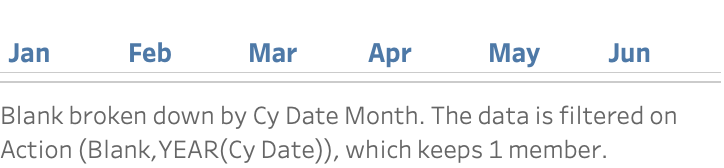 Jan Feb Mar Apr May Jun
Blank broken down by Cy Date Month. The data is filtered on
Action (Blank,YEAR(Cy Date)), which keeps 1 member.